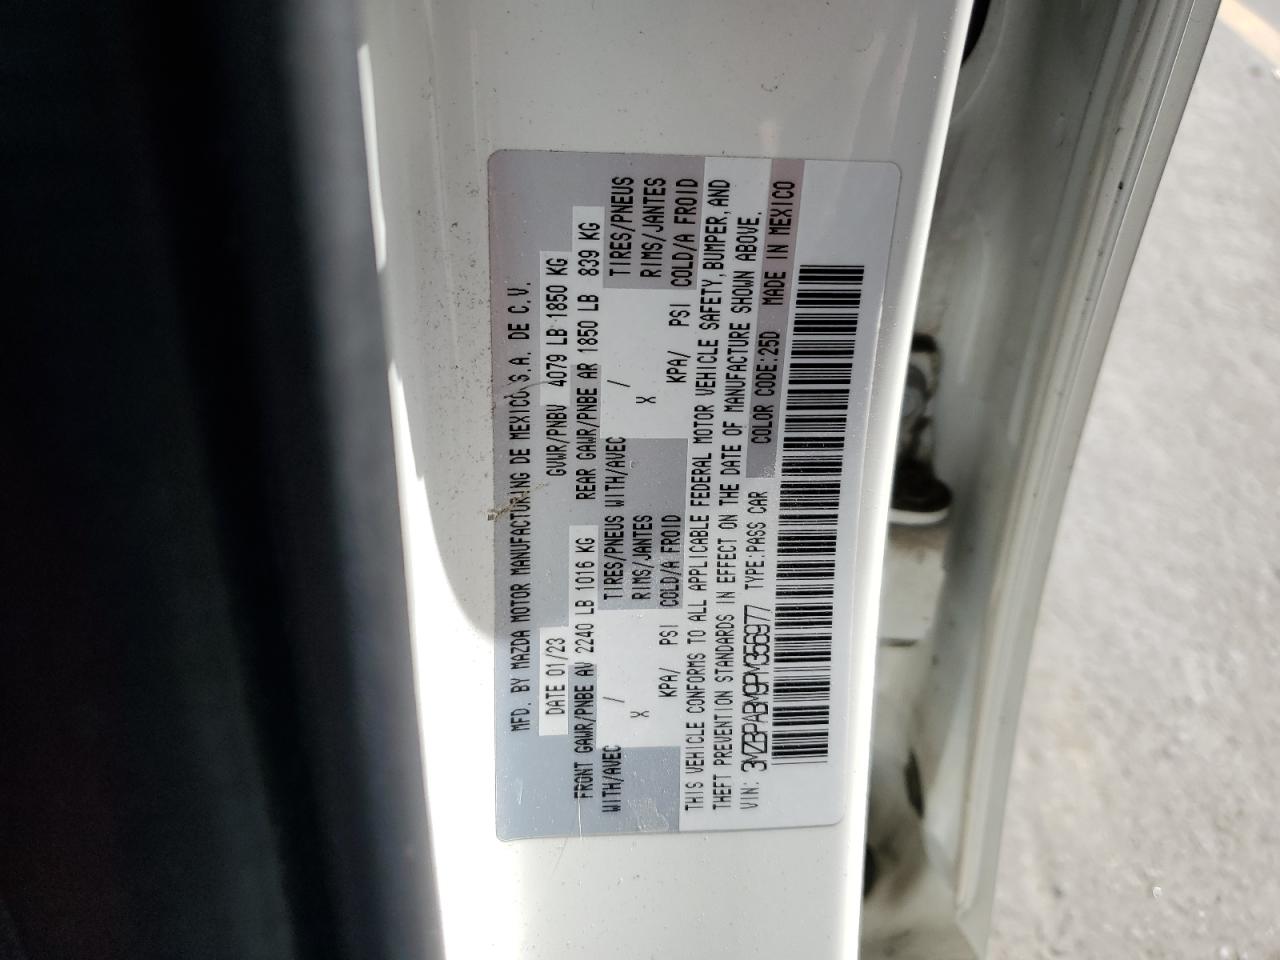 MFD. BY MAZDA MOTOR MANUFACTURING DE MEXICO S.A. DE C.V.
DATE 01/23 GVWR/PNBV 4079 LB 1850 KG
FRONT GAWR/PNBE AV 2240 LB 1016 KG REAR GAWR/PNBE AR 1850 LB 839 KG
WITH/AVEC / TIRES/PNEUS WITH/AVEC / TIRES/PNEUS
X RIMS/JANTES X RIMS/JANTES
KPA/ PSI COLD/A FROID KPA/ PSI COLD/A FROID
THIS VEHICLE CONFORMS TO ALL APPLICABLE FEDERAL MOTOR VEHICLE SAFETY, BUMPER, AND
THEFT PREVENTION STANDARDS IN EFFECT ON THE DATE OF MANUFACTURE SHOWN ABOVE.
VIN: 3MZBPABM9PM356977 TYPE:PASS CAR COLOR CODE:25D MADE IN MEXICO